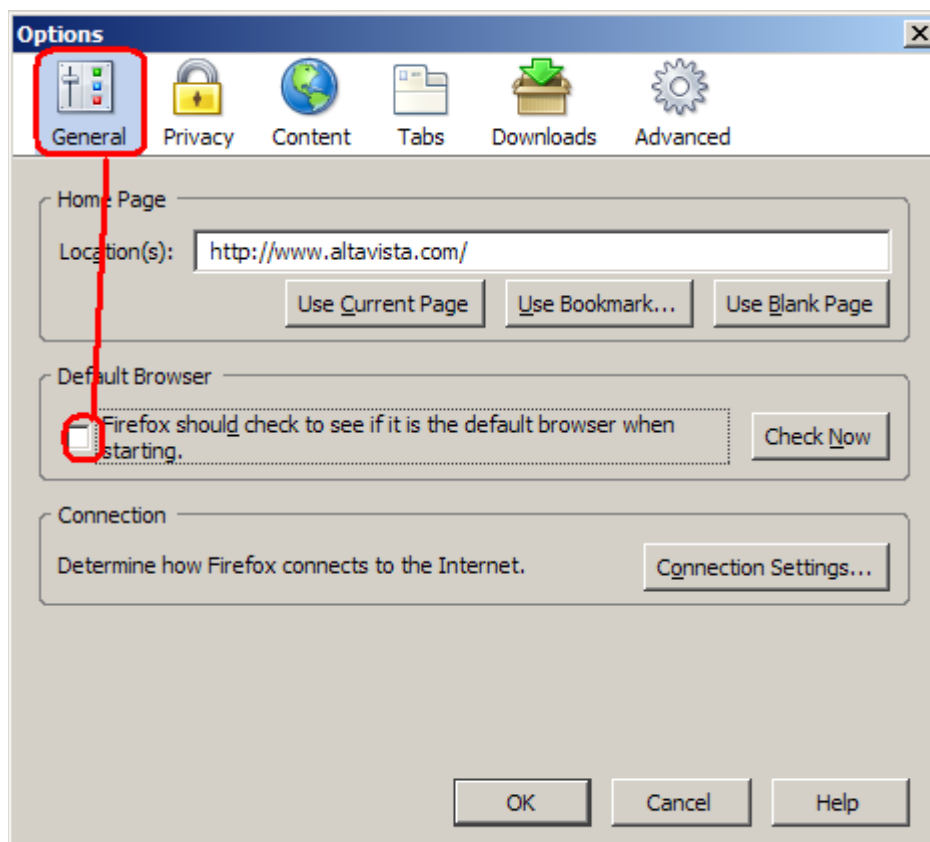 Options
General Privacy Content Tabs Downloads Advanced
Home Page
Location(s): http://www.altavista.com/
Use Current Page Use Bookmark... Use Blank Page
Default Browser
Firefox should check to see if it is the default browser when
starting.
Check Now
Connection
Determine how Firefox connects to the Internet. Connection Settings...
OK Cancel Help